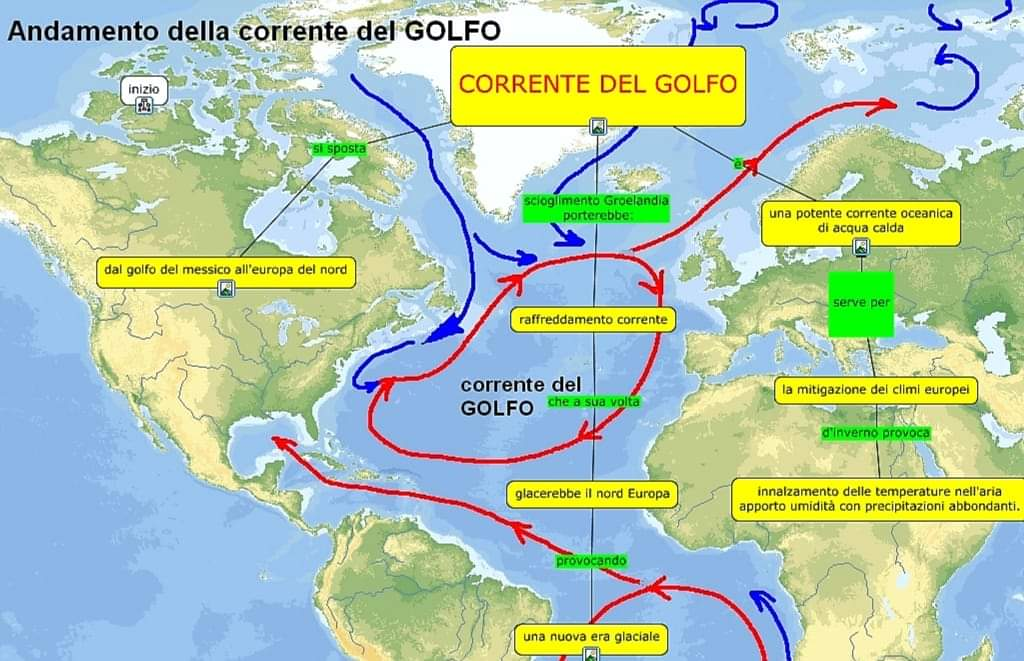 Andamento della corrente del GOLFO
inizio
CORRENTE DEL GOLFO
si sposta
è
scioglimento Groelandia
porterebbe:
una potente corrente oceanica
di acqua calda
dal golfo del messico all'europa del nord
serve per
raffreddamento corrente
corrente del
GOLFO
che a sua volta
la mitigazione dei climi europei
d'inverno provoca
glacerebbe il nord Europa
innalzamento delle temperature nell'aria
apporto umidità con precipitazioni abbondanti.
provocando
una nuova era glaciale